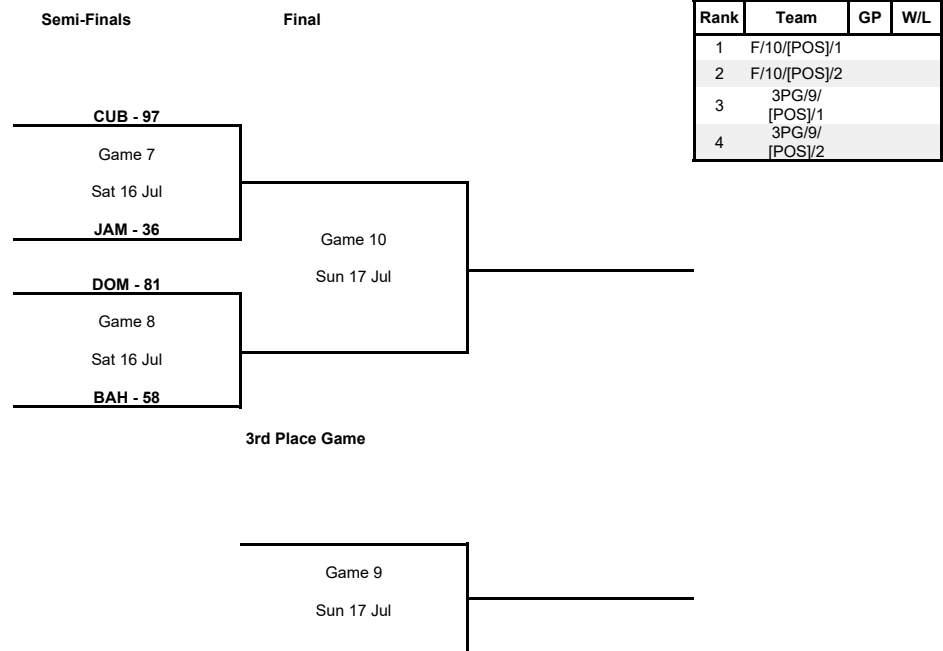 Semi-Finals
Final
Rank Team GP W/L
1 F/10/[POS]/1
2 F/10/[POS]/2
3 3PG/9/
[POS]/1
4 3PG/9/
[POS]/2
CUB - 97
Game 7
Sat 16 Jul
JAM - 36
Game 10
Sun 17 Jul
DOM - 81
Game 8
Sat 16 Jul
BAH - 58
3rd Place Game
Game 9
Sun 17 Jul